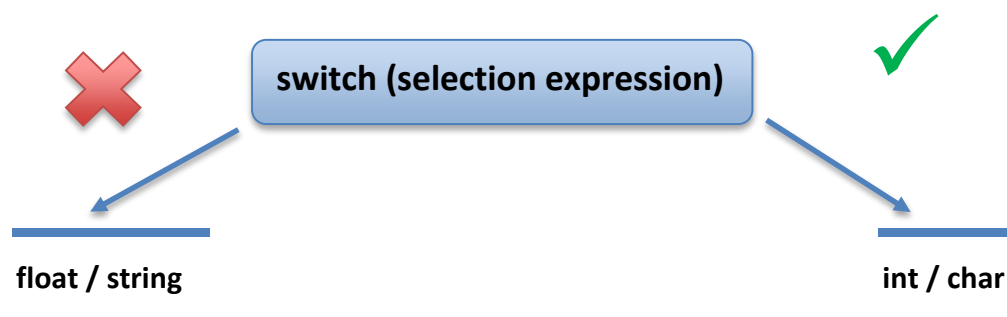 switch (selection expression)
float / string
int / char